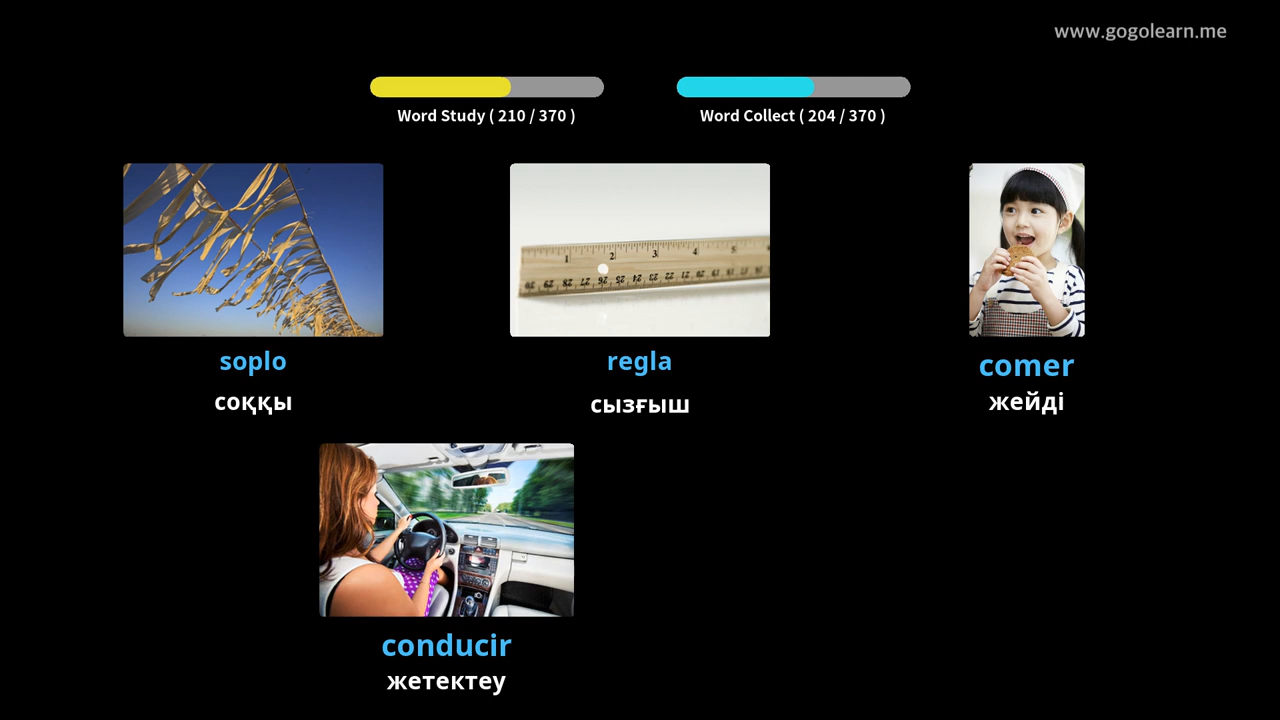 www.gogolearn.me
Word Study ( 210 / 370 )
Word Collect ( 204 / 370 )
soplo
соққы
regla
сызғыш
comer
жейді
conducir
жетектеу